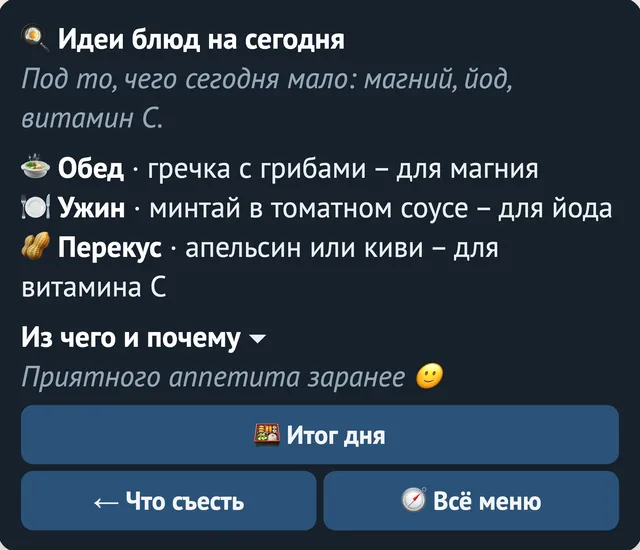 🍳 Идеи блюд на сегодня
Под то, чего сегодня мало: магний, йод,
витамин С.
🍲 Обед · гречка с грибами – для магния
🍽 Ужин · минтай в томатном соусе – для йода
🥜 Перекус · апельсин или киви – для
витамина С
Из чего и почему
Приятного аппетита заранее 🙂
🍱 Итог дня
← Что съесть
🧭 Всё меню